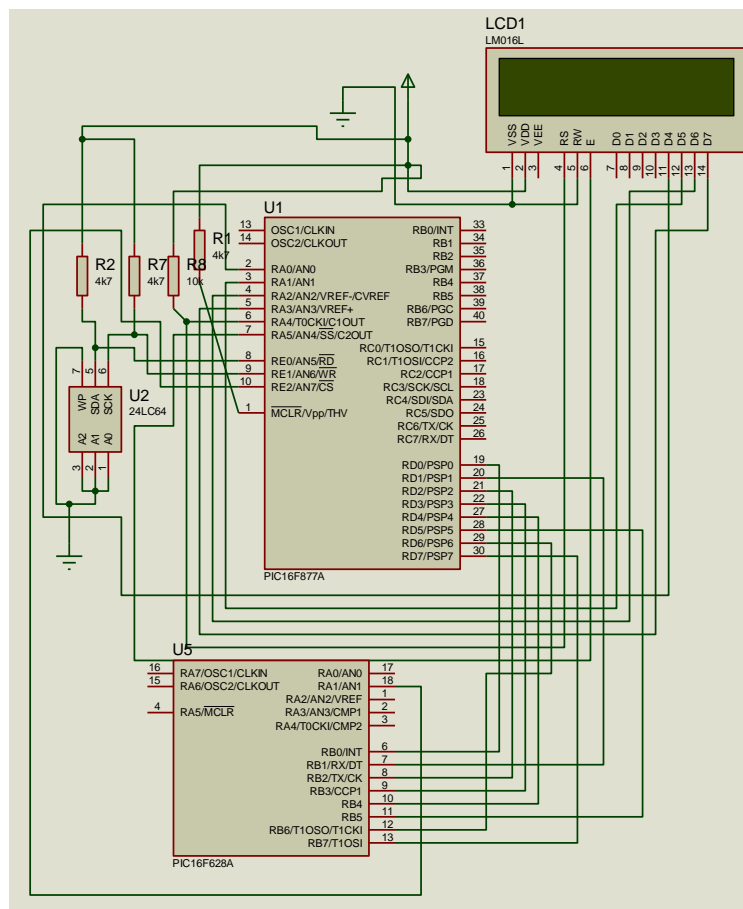 LCD1
LM016L
VSS VDD VEE RS RW E D0 D1 D2 D3 D4 D5 D6 D7
1 2 3 4 5 6 7 8 9 10 11 12 13 14
U1
13 OSC1/CLKIN RB0/INT 33
14 OSC2/CLKOUT RB1 34
RB2 35
2 RA0/AN0 RB3/PGM 36
3 RA1/AN1 RB4 37
4 RA2/AN2/VREF-/CVREF RB5 38
5 RA3/AN3/VREF+ RB6/PGC 39
6 RA4/T0CKI/C1OUT RB7/PGD 40
7 RA5/AN4/SS/C2OUT
RC0/T1OSO/T1CKI 15
8 RE0/AN5/RD RC1/T1OSI/CCP2 16
9 RE1/AN6/WR RC2/CCP1 17
10 RE2/AN7/CS RC3/SCK/SCL 18
RC4/SDI/SDA 23
1 MCLR/Vpp/THV RC5/SDO 24
RC6/TX/CK 25
RC7/RX/DT 26
RD0/PSP0 19
RD1/PSP1 20
RD2/PSP2 21
RD3/PSP3 22
RD4/PSP4 27
RD5/PSP5 28
RD6/PSP6 29
RD7/PSP7 30
PIC16F877A
R2
4k7
R7
4k7
R8
10k
R1
4k7
U2
24LC64
7 5 6
WP SDA SCK
A2 A1 A0
3 2 1
U5
16 RA7/OSC1/CLKIN RA0/AN0 17
15 RA6/OSC2/CLKOUT RA1/AN1 18
RA2/AN2/VREF 1
4 RA5/MCLR RA3/AN3/CMP1 2
RA4/T0CKI/CMP2 3
RB0/INT 6
RB1/RX/DT 7
RB2/TX/CK 8
RB3/CCP1 9
RB4 10
RB5 11
RB6/T1OSO/T1CKI 12
RB7/T1OSI 13
PIC16F628A